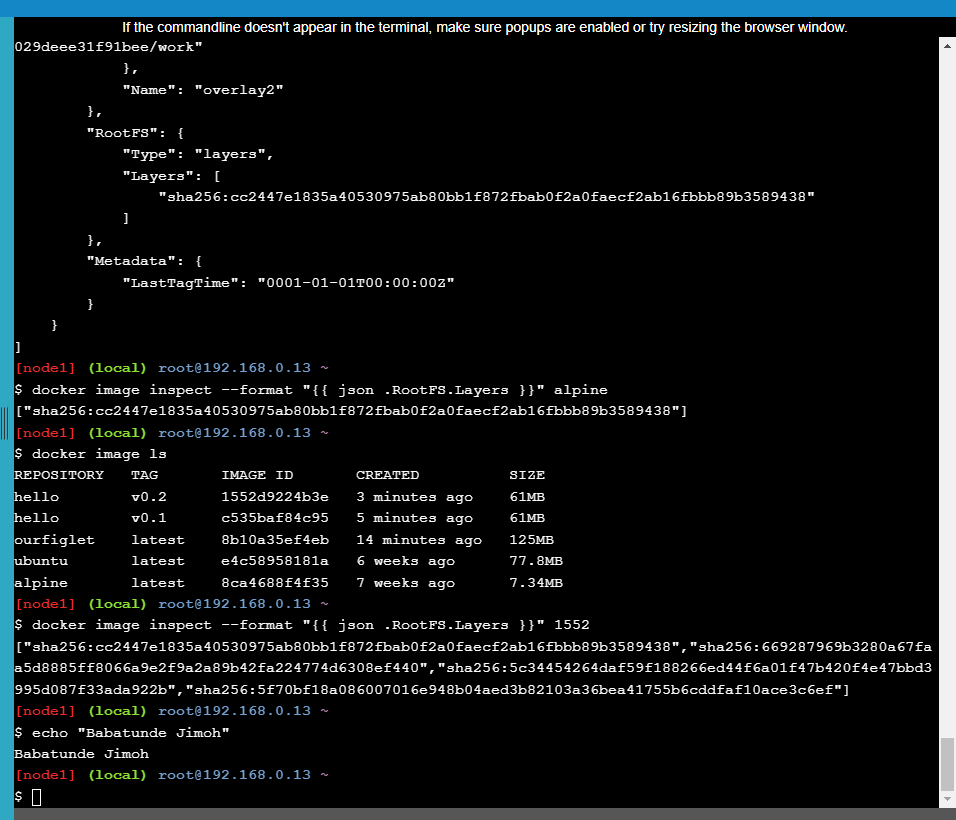 If the commandline doesn't appear in the terminal, make sure popups are enabled or try resizing the browser window.
029deee31f91bee/work"
            },
            "Name": "overlay2"
        },
        "RootFS": {
            "Type": "layers",
            "Layers": [
                "sha256:cc2447e1835a40530975ab80bb1f872fbab0f2a0faecf2ab16fbbb89b3589438"
            ]
        },
        "Metadata": {
            "LastTagTime": "0001-01-01T00:00:00Z"
        }
    }
]
[node1] (local) root@192.168.0.13 ~
$ docker image inspect --format "{{ json .RootFS.Layers }}" alpine
["sha256:cc2447e1835a40530975ab80bb1f872fbab0f2a0faecf2ab16fbbb89b3589438"]
[node1] (local) root@192.168.0.13 ~
$ docker image ls
REPOSITORY   TAG       IMAGE ID       CREATED          SIZE
hello        v0.2      1552d9224b3e   3 minutes ago    61MB
hello        v0.1      c535baf84c95   5 minutes ago    61MB
ourfiglet    latest    8b10a35ef4eb   14 minutes ago   125MB
ubuntu       latest    e4c58958181a   6 weeks ago      77.8MB
alpine       latest    8ca4688f4f35   7 weeks ago      7.34MB
[node1] (local) root@192.168.0.13 ~
$ docker image inspect --format "{{ json .RootFS.Layers }}" 1552
["sha256:cc2447e1835a40530975ab80bb1f872fbab0f2a0faecf2ab16fbbb89b3589438","sha256:669287969b3280a67fa
a5d8885ff8066a9e2f9a2a89b42fa224774d6308ef440","sha256:5c34454264daf59f188266ed44f6a01f47b420f4e47bbd3
995d087f33ada922b","sha256:5f70bf18a086007016e948b04aed3b82103a36bea41755b6cddfaf10ace3c6ef"]
[node1] (local) root@192.168.0.13 ~
$ echo "Babatunde Jimoh"
Babatunde Jimoh
[node1] (local) root@192.168.0.13 ~
$